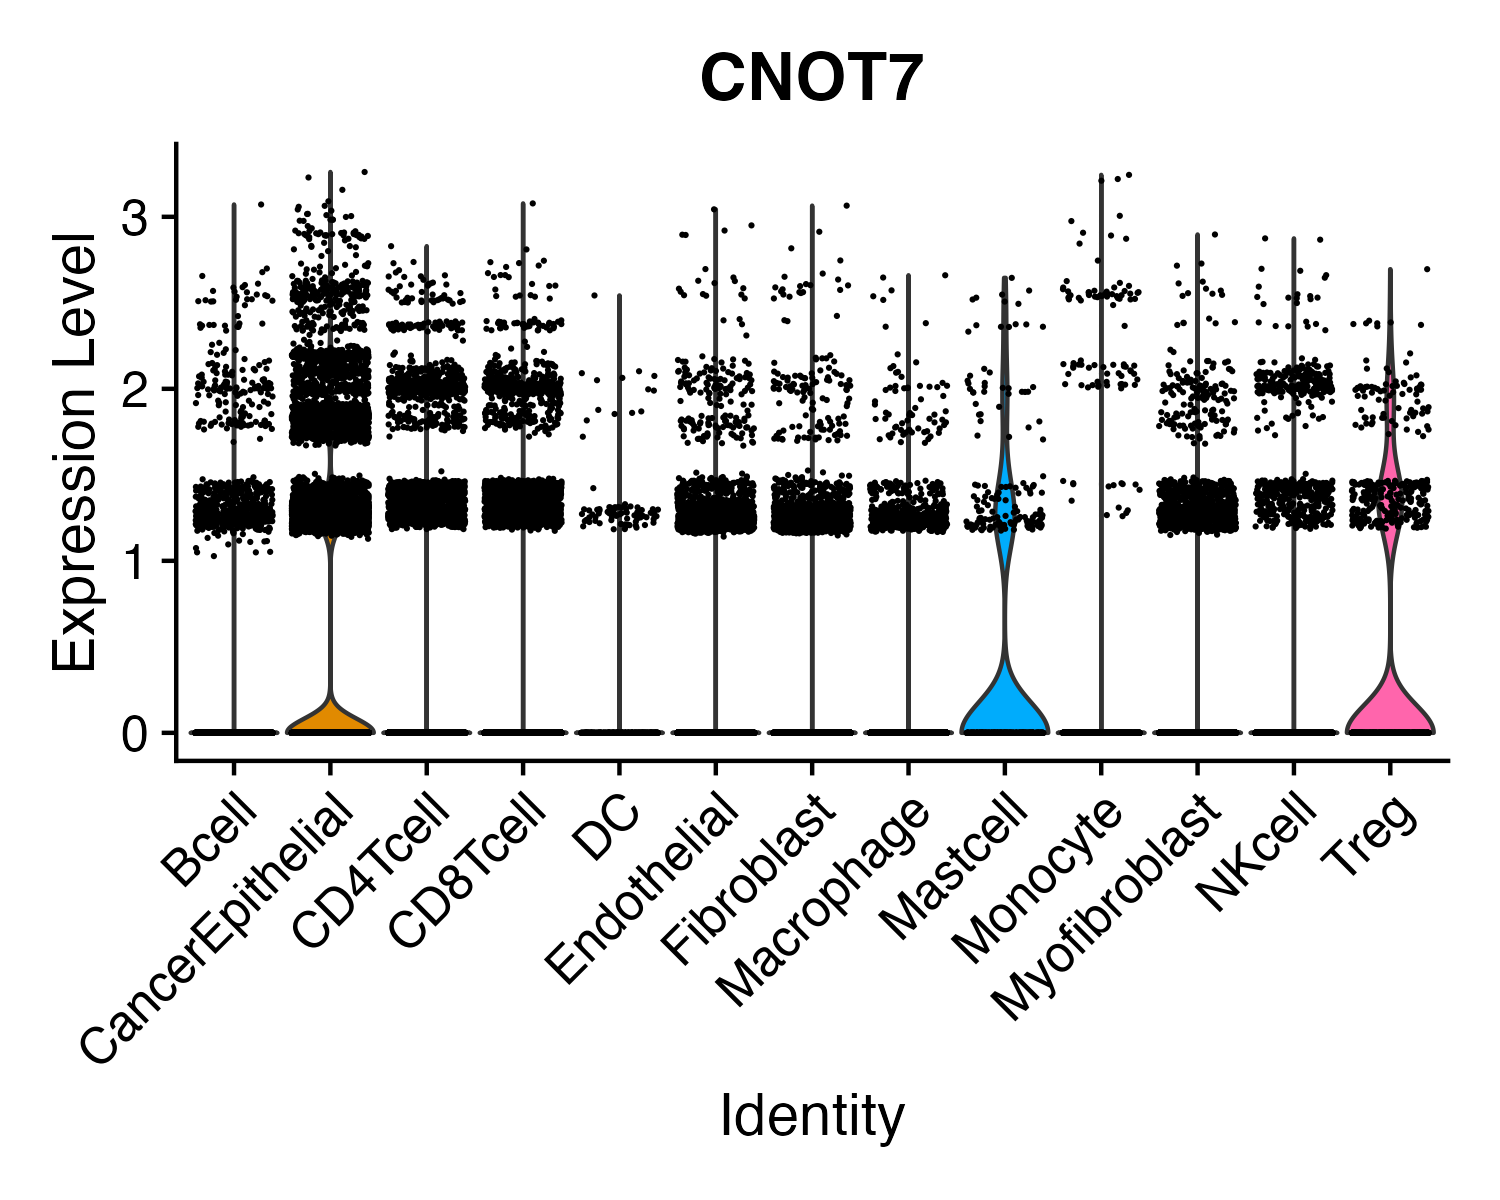 CNOT7
Expression Level
3
2
1
0
Bcell
CancerEpithelial
CD4Tcell
CD8Tcell
DC
Endothelial
Fibroblast
Macrophage
Mastcell
Monocyte
Myofibroblast
NKcell
Treg
Identity